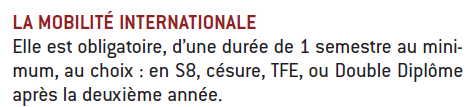 LA MOBILITÉ INTERNATIONALE
Elle est obligatoire, d'une durée de 1 semestre au mini-
mum, au choix : en S8, césure, TFE, ou Double Diplôme
après la deuxième année.